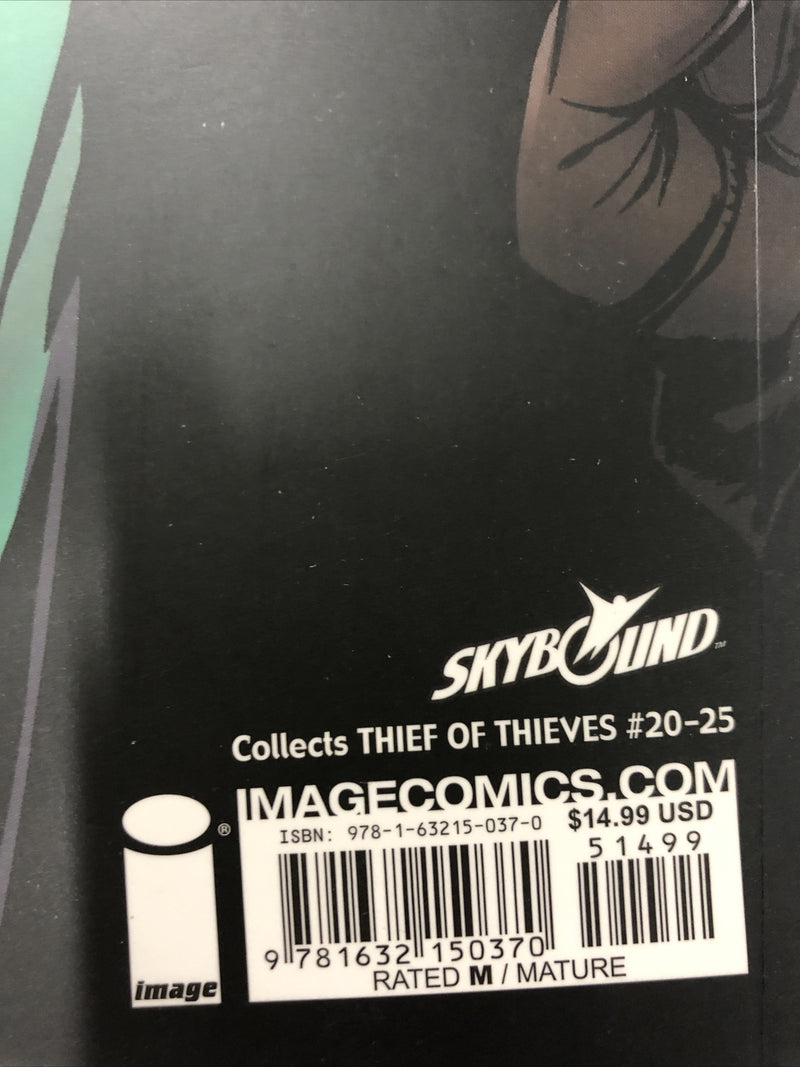 SKYBOUND™
Collects THIEF OF THIEVES #20-25
IMAGECOMICS.COM
ISBN: 978-1-63215-037-0 $14.99 USD
51499
9 781632 150370
RATED M / MATURE
®
image